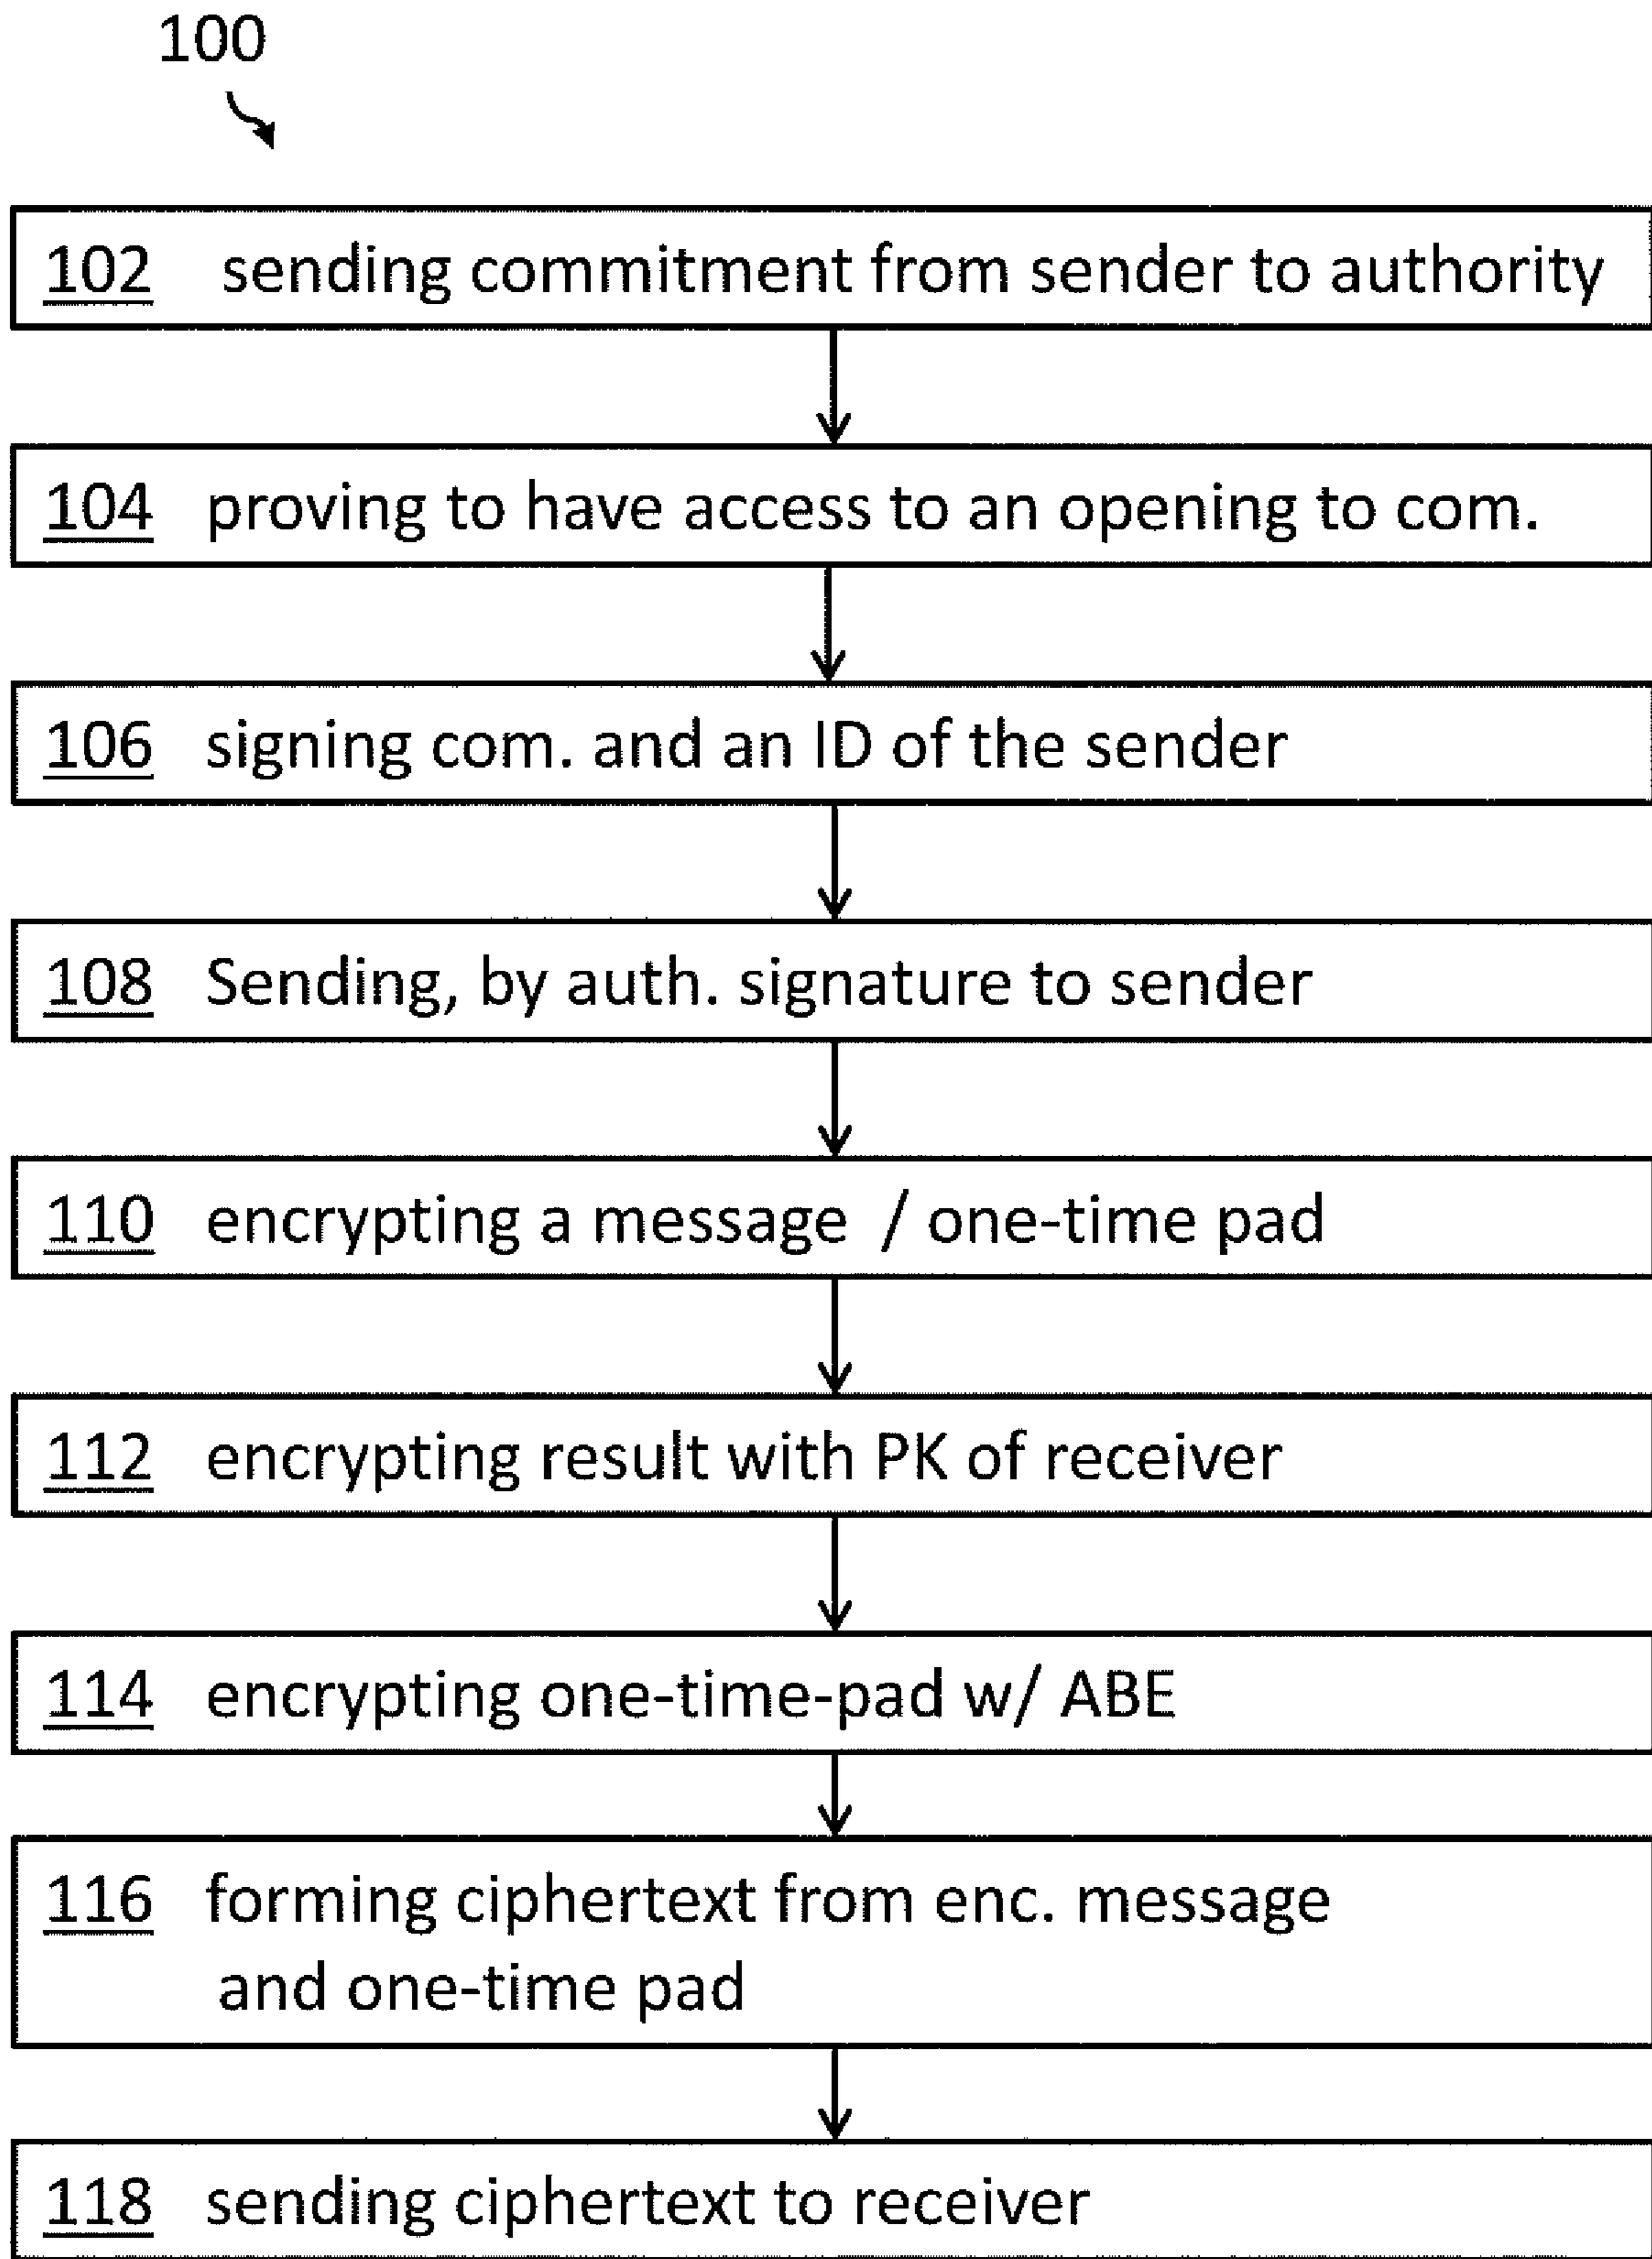 100
102 sending commitment from sender to authority
104 proving to have access to an opening to com.
106 signing com. and an ID of the sender
108 Sending, by auth. signature to sender
110 encrypting a message / one-time pad
112 encrypting result with PK of receiver
114 encrypting one-time-pad w/ ABE
116 forming ciphertext from enc. message
and one-time pad
118 sending ciphertext to receiver